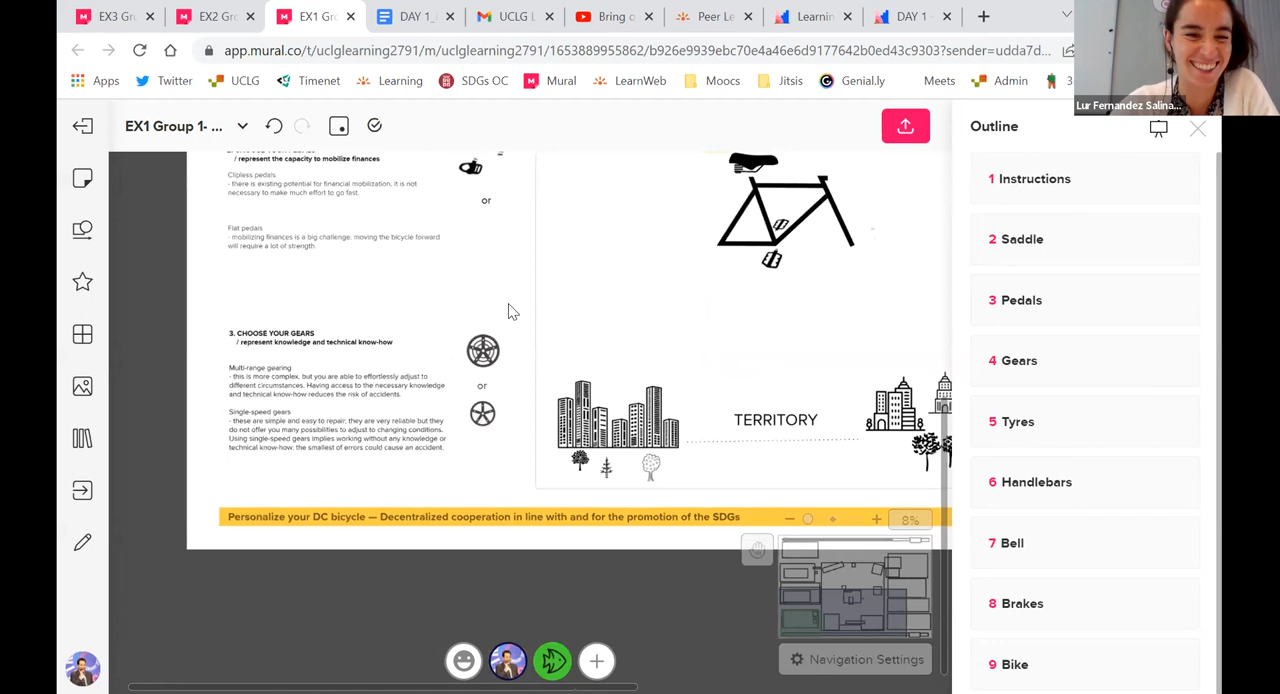 EX3 Gr
EX2 Gr
EX1 Gr
DAY 1_
UCLG L
Bring o
Peer Le
Learnin
DAY 1 -
app.mural.co/t/uclglearning2791/m/uclglearning2791/1653889955862/b926e9939ebc70e4a46e6d9177642b0ed43c9303?sender=udda7d...
Apps
Twitter
UCLG
Timenet
Learning
SDGs OC
Mural
LearnWeb
Moocs
Jitsis
Genial.ly
Meets
Admin
3
Lur Fernandez Salina...
EX1 Group 1- ...
Outline
/ represent the capacity to mobilize finances
Clipless pedals
- there is existing potential for financial mobilization, it is not
necessary to make much effort to go fast.
or
Flat pedals
- mobilizing finances is a big challenge, moving the bicycle forward
will require a lot of strength.
3. CHOOSE YOUR GEARS
/ represent knowledge and technical know-how
Multi-range gearing
- this is more complex, but you are able to effortlessly adjust to
different circumstances. Having access to the necessary knowledge
and technical know-how reduces the risk of accidents.
or
Single-speed gears
- these are simple and easy to repair; they are very reliable but they
do not offer you many possibilities to adjust to changing conditions.
Using single-speed gears implies working without any knowledge or
technical know-how; the smallest of errors could cause an accident.
TERRITORY
Personalize your DC bicycle — Decentralized cooperation in line with and for the promotion of the SDGs
8%
Navigation Settings
1 Instructions
2 Saddle
3 Pedals
4 Gears
5 Tyres
6 Handlebars
7 Bell
8 Brakes
9 Bike